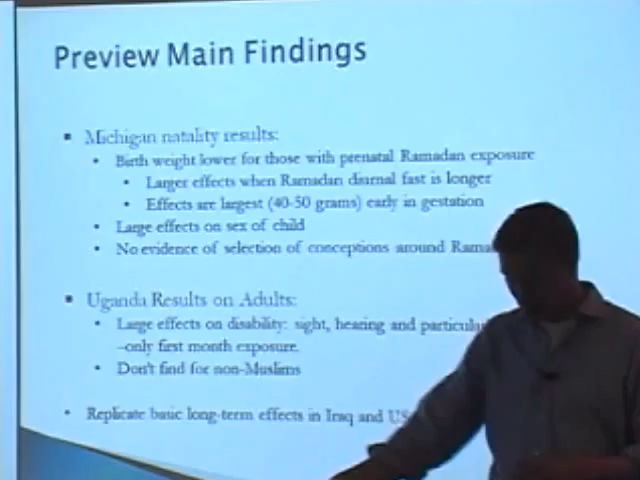 Preview Main Findings
▪ Michigan natality results:
• Birth weight lower for those with prenatal Ramadan exposure
• Larger effects when Ramadan diurnal fast is longer
• Effects are largest (40-50 grams) early in gestation
• Large effects on sex of child
• No evidence of selection of conceptions around Rama
▪ Uganda Results on Adults:
• Large effects on disability: sight, hearing and particula
–only first month exposure.
• Don't find for non-Muslims
• Replicate basic long-term effects in Iraq and US